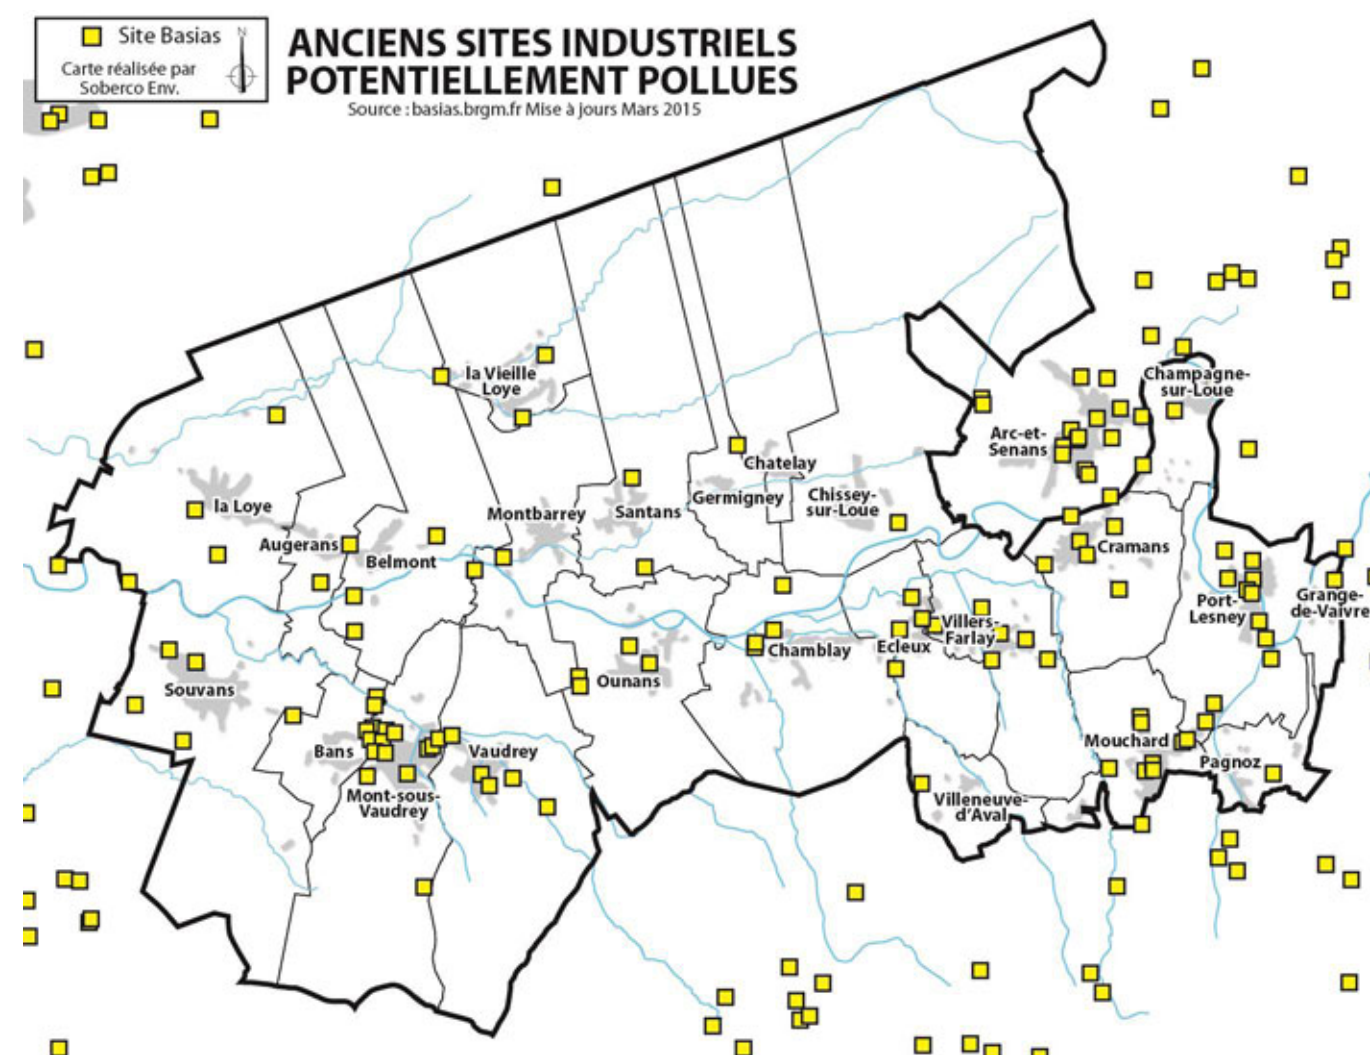 Site Basias
N
Carte réalisée par
Soberco Env.
ANCIENS SITES INDUSTRIELS
POTENTIELLEMENT POLLUES
Source : basias.brgm.fr Mise à jours Mars 2015
la Vieille
Loye
Champagne-
sur-Loue
Arc-et-
Senans
Chatelay
Germigney
Chissey-
sur-Loue
la Loye
Montbarrey
Santans
Augerans
Belmont
Cramans
Port-
Lesney
Grange-
de-Vaivre
Villers-
Farlay
Ecleux
Chamblay
Ounans
Souvans
Bans
Vaudrey
Mouchard
Pagnoz
Mont-sous-
Vaudrey
Villeneuve-
d'Aval